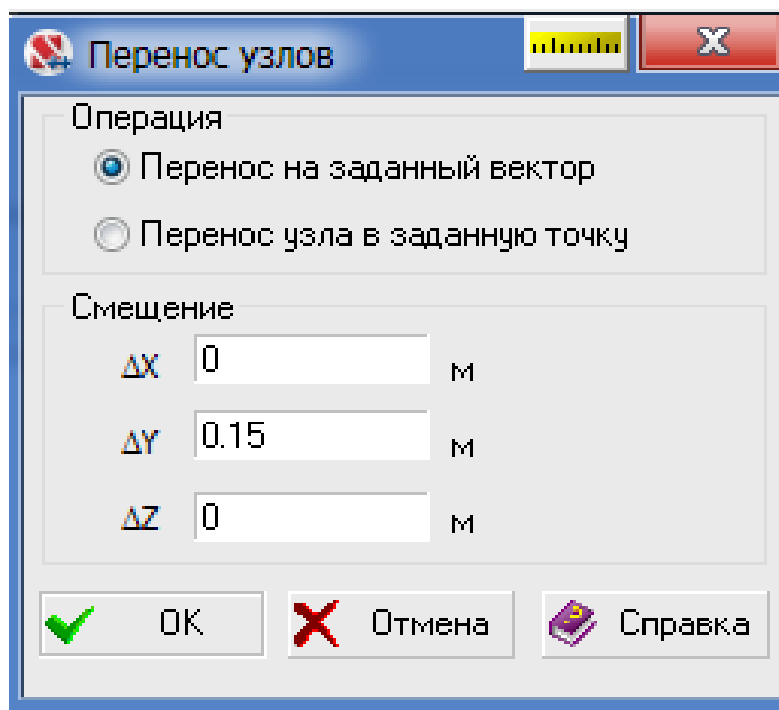 Перенос узлов
Операция
Перенос на заданный вектор
Перенос узла в заданную точку
Смещение
ΔX 0 м
ΔY 0.15 м
ΔZ 0 м
OK Отмена Справка